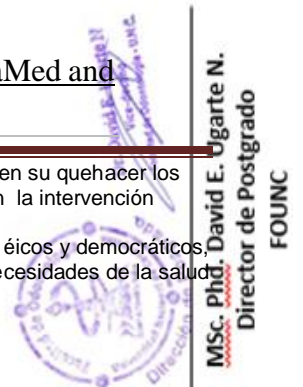 aMed and
en su quehacer los
n la intervención
éicos y democráticos,
ecesidades de la salud
MSc. Phd. David E. Ugarte N.
Director de Postgrado
FOUNC